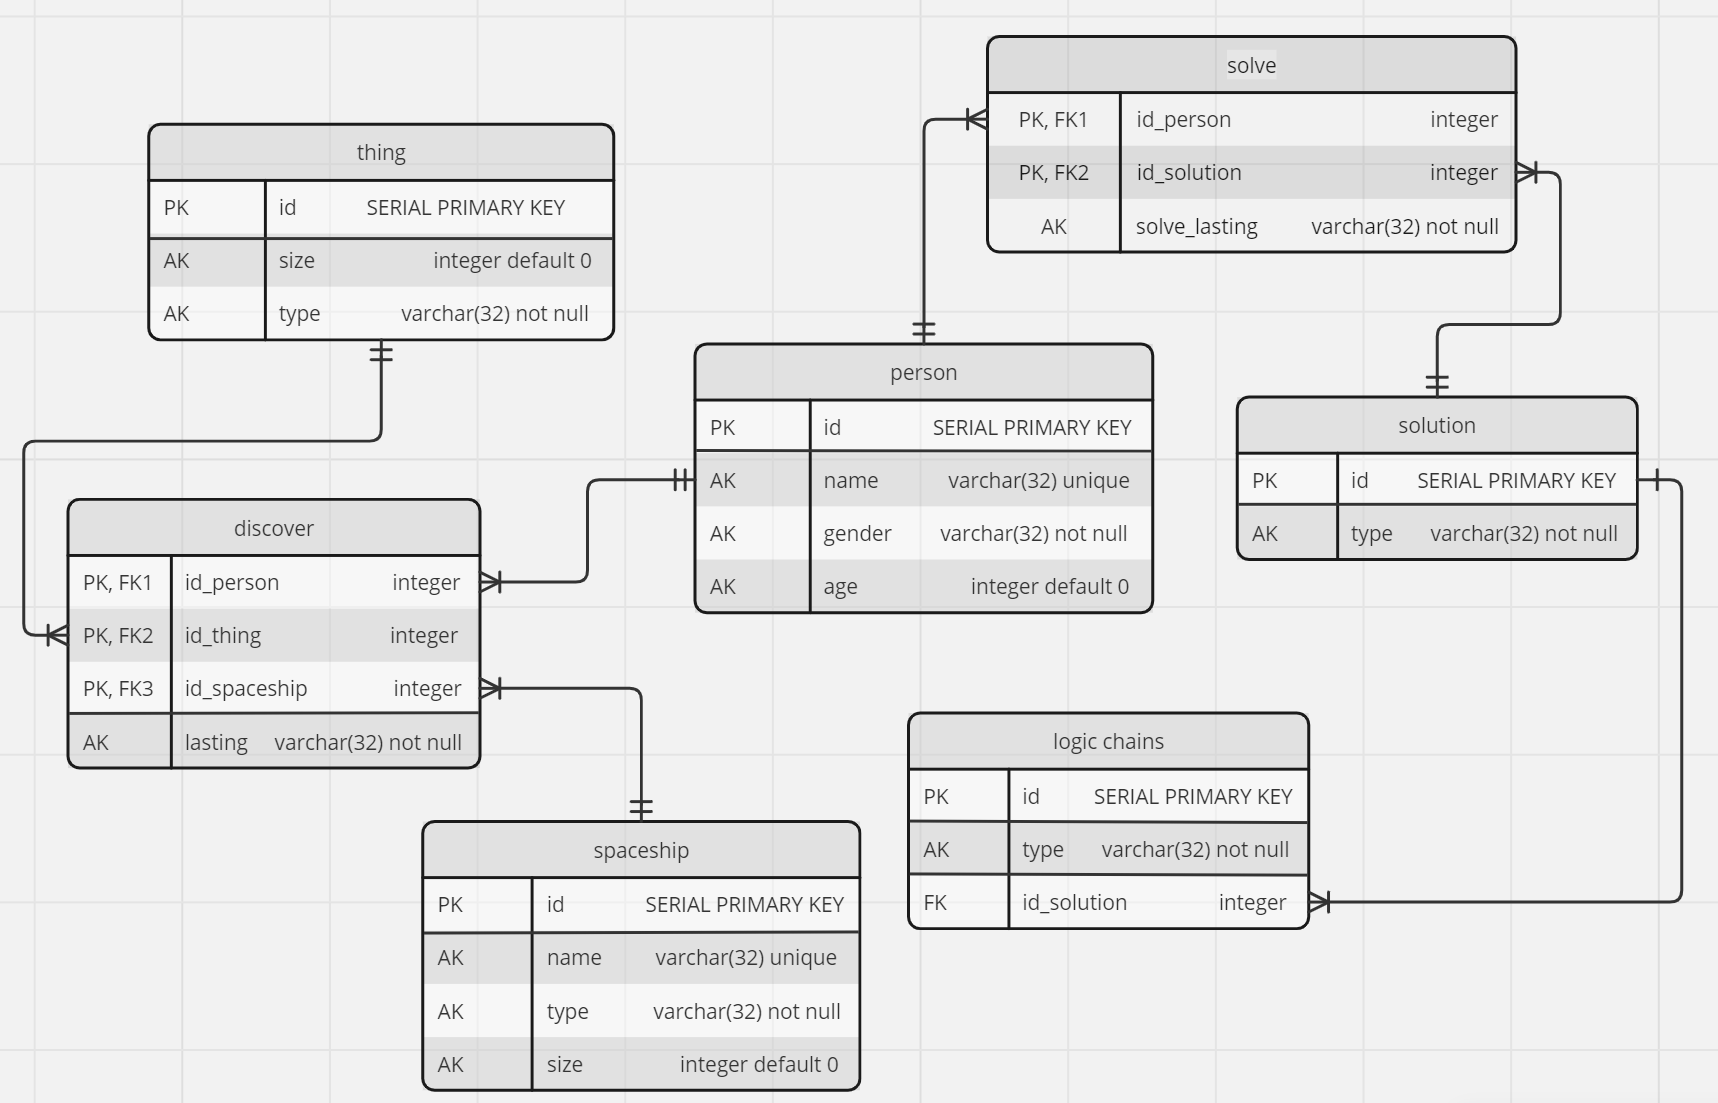 solve
PK, FK1 id_person integer
PK, FK2 id_solution integer
AK solve_lasting varchar(32) not null
thing
PK id SERIAL PRIMARY KEY
AK size integer default 0
AK type varchar(32) not null
person
PK id SERIAL PRIMARY KEY
AK name varchar(32) unique
AK gender varchar(32) not null
AK age integer default 0
solution
PK id SERIAL PRIMARY KEY
AK type varchar(32) not null
discover
PK, FK1 id_person integer
PK, FK2 id_thing integer
PK, FK3 id_spaceship integer
AK lasting varchar(32) not null
logic chains
PK id SERIAL PRIMARY KEY
AK type varchar(32) not null
FK id_solution integer
spaceship
PK id SERIAL PRIMARY KEY
AK name varchar(32) unique
AK type varchar(32) not null
AK size integer default 0